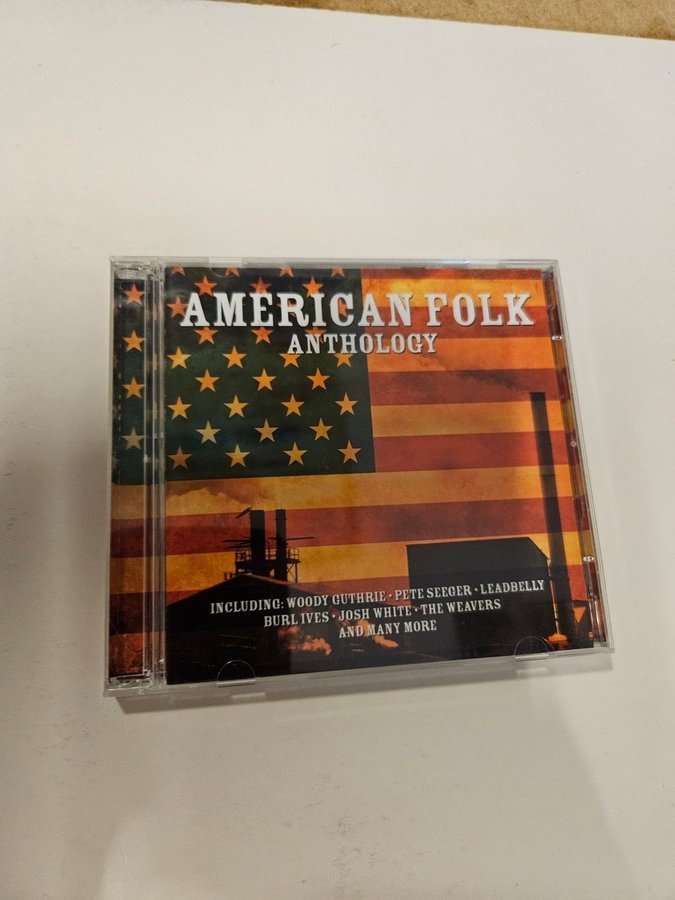 AMERICAN FOLK
ANTHOLOGY
INCLUDING: WOODY GUTHRIE · PETE SEEGER · LEADBELLY
BURL IVES · JOSH WHITE · THE WEAVERS
AND MANY MORE